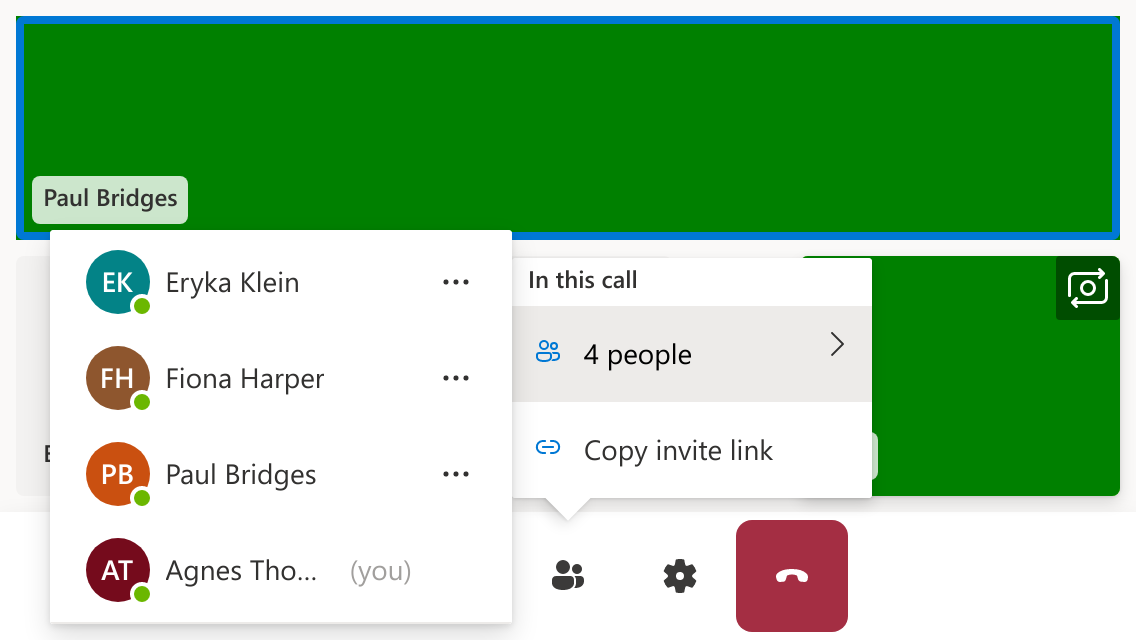 Paul Bridges
EK Eryka Klein
FH Fiona Harper
PB Paul Bridges
AT Agnes Tho... (you)
In this call
4 people
Copy invite link